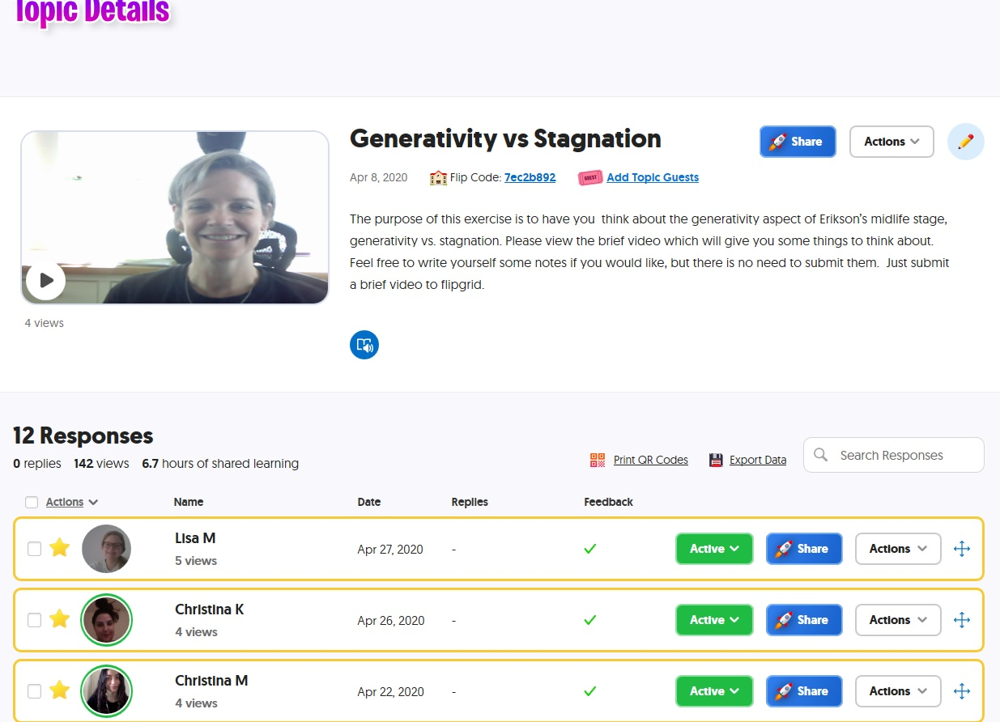 Topic Details
Generativity vs Stagnation
Share
Actions
Apr 8, 2020
Flip Code: 7ec2b892
GUEST
Add Topic Guests
The purpose of this exercise is to have you  think about the generativity aspect of Erikson’s midlife stage,
generativity vs. stagnation. Please view the brief video which will give you some things to think about.
Feel free to write yourself some notes if you would like, but there is no need to submit them.  Just submit
a brief video to flipgrid.
4 views
12 Responses
0 replies 142 views 6.7 hours of shared learning
Print QR Codes
Export Data
Search Responses
Actions Name Date Replies Feedback
Lisa M
5 views
Apr 27, 2020 - Active Share Actions
Christina K
4 views
Apr 26, 2020 - Active Share Actions
Christina M
4 views
Apr 22, 2020 - Active Share Actions